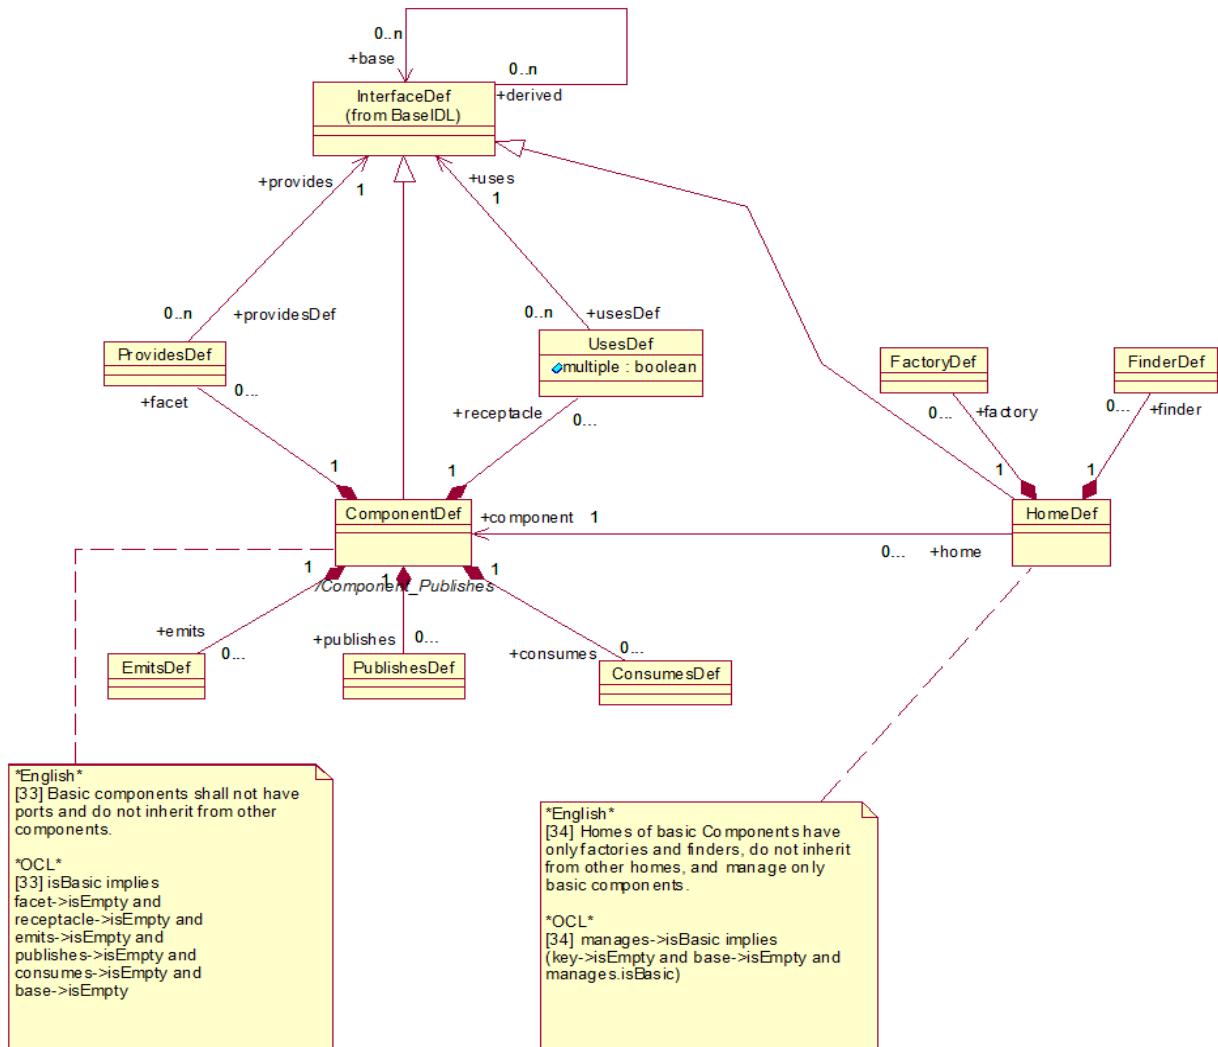 0..n
+base
0..n
+derived
InterfaceDef
(from BaseIDL)
+provides
1
+uses
1
0..n
+providesDef
0..n
+usesDef
ProvidesDef
UsesDef
multiple : boolean
FactoryDef
FinderDef
+facet
0...
+receptacle
0...
0...
+factory
0...
+finder
1
1
1
1
ComponentDef
+component
1
HomeDef
0...
+home
1
1
1
/Component_Publishes
+emits
0...
+publishes
0...
+consumes
0...
EmitsDef
PublishesDef
ConsumesDef
*English*
[33] Basic components shall not have
ports and do not inherit from other
components.
*OCL*
[33] isBasic implies
facet->isEmpty and
receptacle->isEmpty and
emits->isEmpty and
publishes->isEmpty and
consumes->isEmpty and
base->isEmpty
*English*
[34] Homes of basic Components have
only factories and finders, do not inherit
from other homes, and manage only
basic components.
*OCL*
[34] manages->isBasic implies
(key->isEmpty and base->isEmpty and
manages.isBasic)